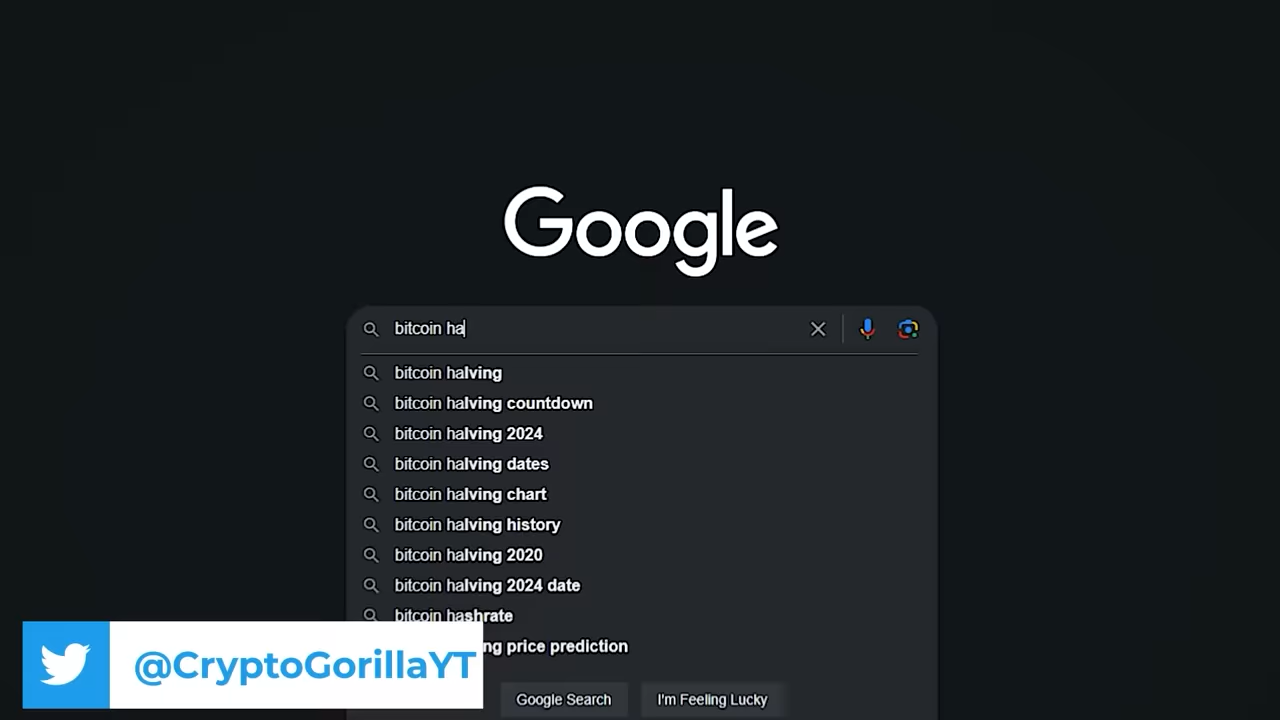 Google
bitcoin ha
bitcoin halving
bitcoin halving countdown
bitcoin halving 2024
bitcoin halving dates
bitcoin halving chart
bitcoin halving history
bitcoin halving 2020
bitcoin halving 2024 date
bitcoin hashrate
ng price prediction
@CryptoGorillaYT
Google Search
I'm Feeling Lucky